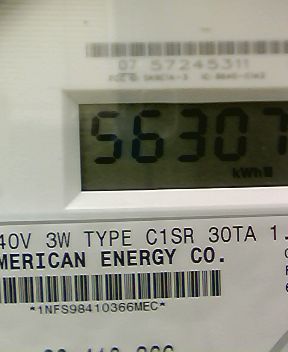 07 57245311
56307
kWh
40V 3W TYPE C1SR 30TA 1.
MERICAN ENERGY CO.
*1NFS98410366MEC*